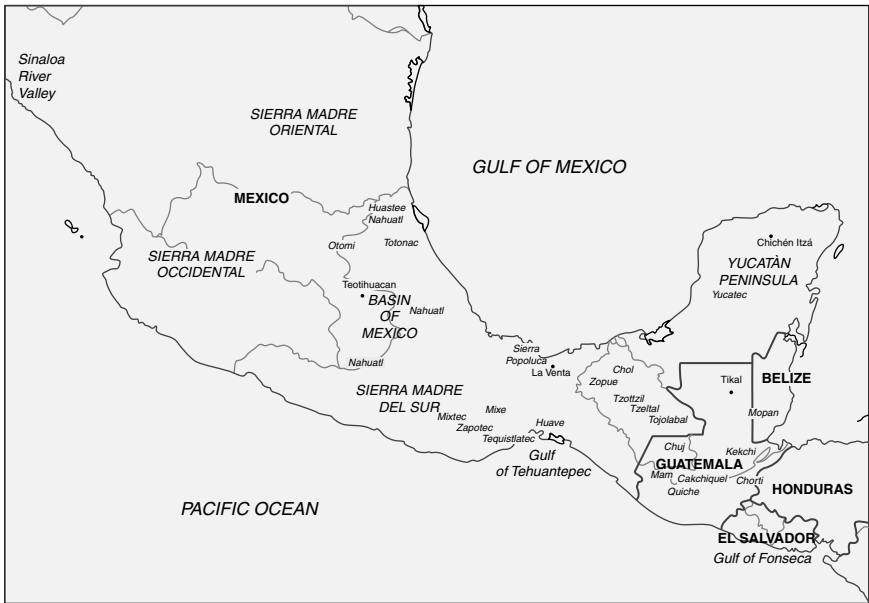 Sinaloa
River
Valley
SIERRA MADRE
ORIENTAL
GULF OF MEXICO
MEXICO
Huastee
Nahuatl
Otomi
Totonac
Chichén Itzá
SIERRA MADRE
OCCIDENTAL
YUCATÀN
PENINSULA
Yucatec
Teotihuacan
BASIN
OF
MEXICO
Nahuatl
Nahuatl
Sierra
Popoluca
La Venta
Chol
Zopue
Tikal
BELIZE
SIERRA MADRE
DEL SUR
Tzottzil
Tzeltal
Tojolabal
Mixtec
Mixe
Mopan
Zapotec
Huave
Tequistlatec
Gulf
of Tehuantepec
Chuj
Kekchi
GUATEMALA
Mam
Cakchiquel
Chorti
Quiche
HONDURAS
PACIFIC OCEAN
EL SALVADOR
Gulf of Fonseca